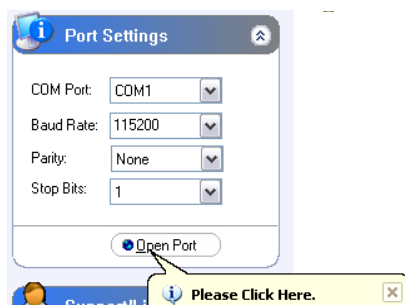 Port Settings
COM Port: COM1
Baud Rate: 115200
Parity: None
Stop Bits: 1
Open Port
Please Click Here.